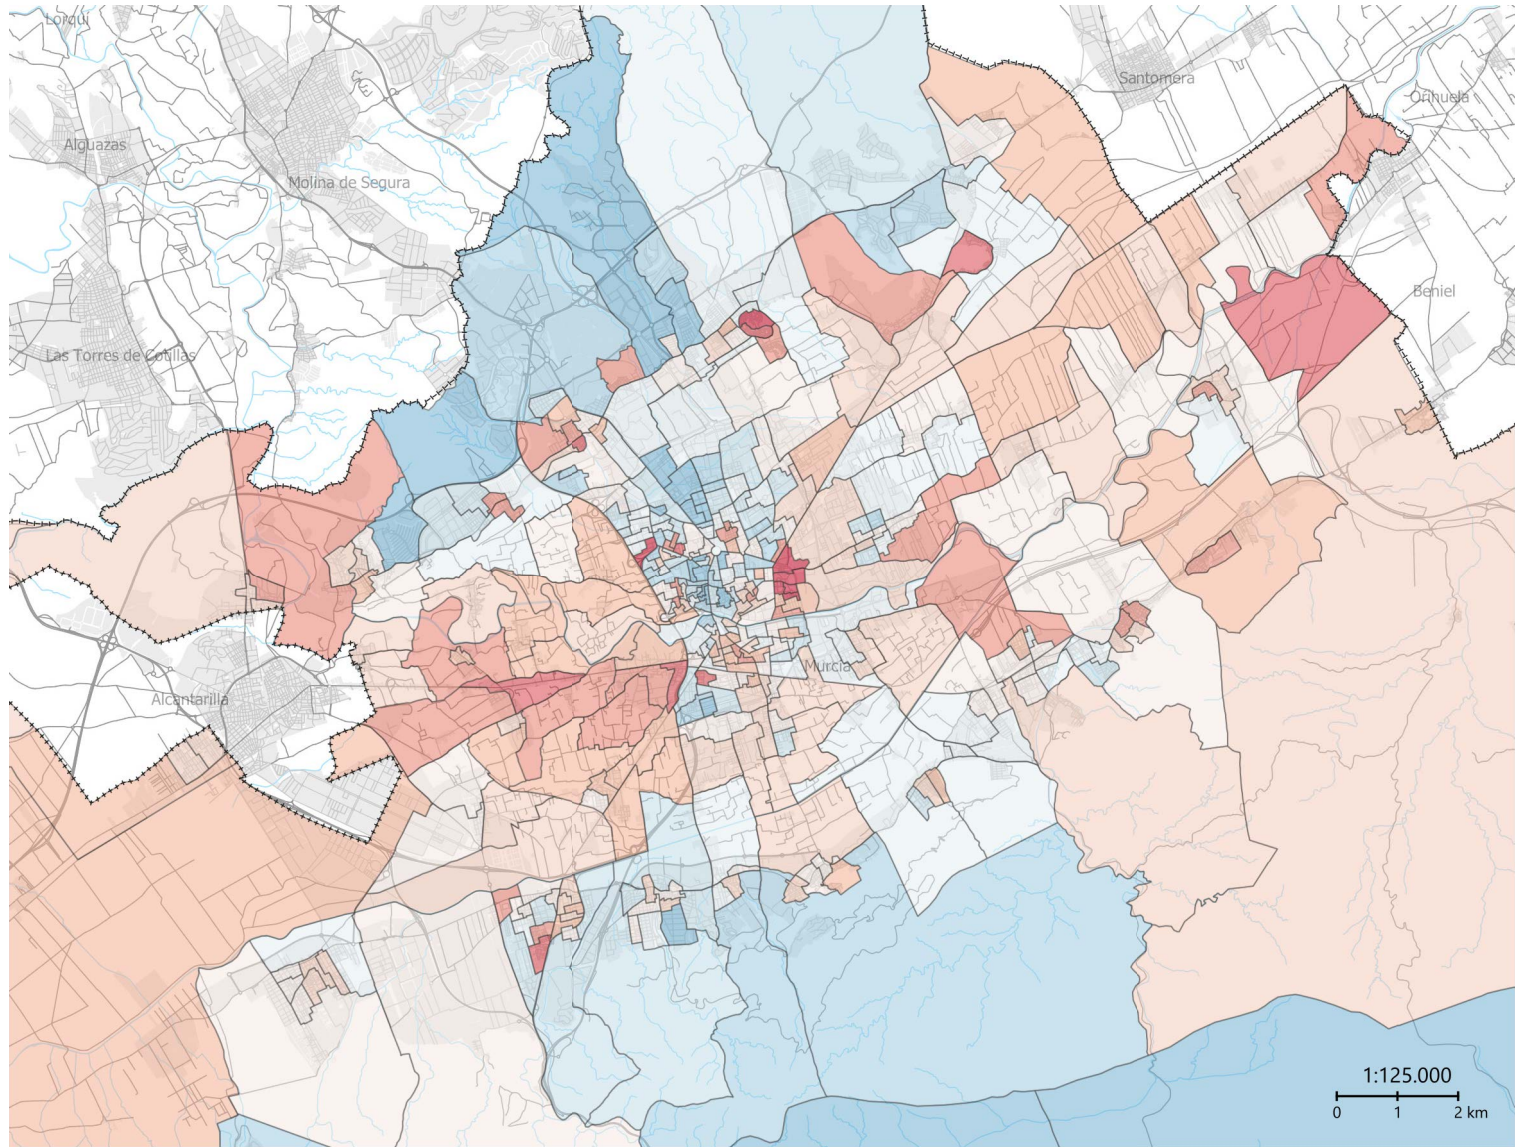 Lorquí
Santomera
Orihuela
Alguazas
Molina de Segura
Beniel
Las Torres de Cotillas
Murcia
Alcantarilla
1:125.000
0 1 2 km